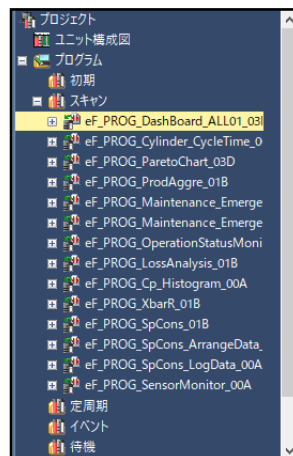 プロジェクト
ユニット構成図
プログラム
初期
スキャン
eF_PROG_DashBoard_ALL01_03
eF_PROG_Cylinder_CycleTime_0
eF_PROG_ParetoChart_03D
eF_PROG_ProdAggre_01B
eF_PROG_Maintenance_Emerge
eF_PROG_Maintenance_Emerge
eF_PROG_OperationStatusMoni
eF_PROG_LossAnalysis_01B
eF_PROG_Cp_Histogram_00A
eF_PROG_XbarR_01B
eF_PROG_SpCons_01B
eF_PROG_SpCons_ArrangeData_
eF_PROG_SpCons_LogData_00A
eF_PROG_SensorMonitor_00A
定周期
イベント
待機